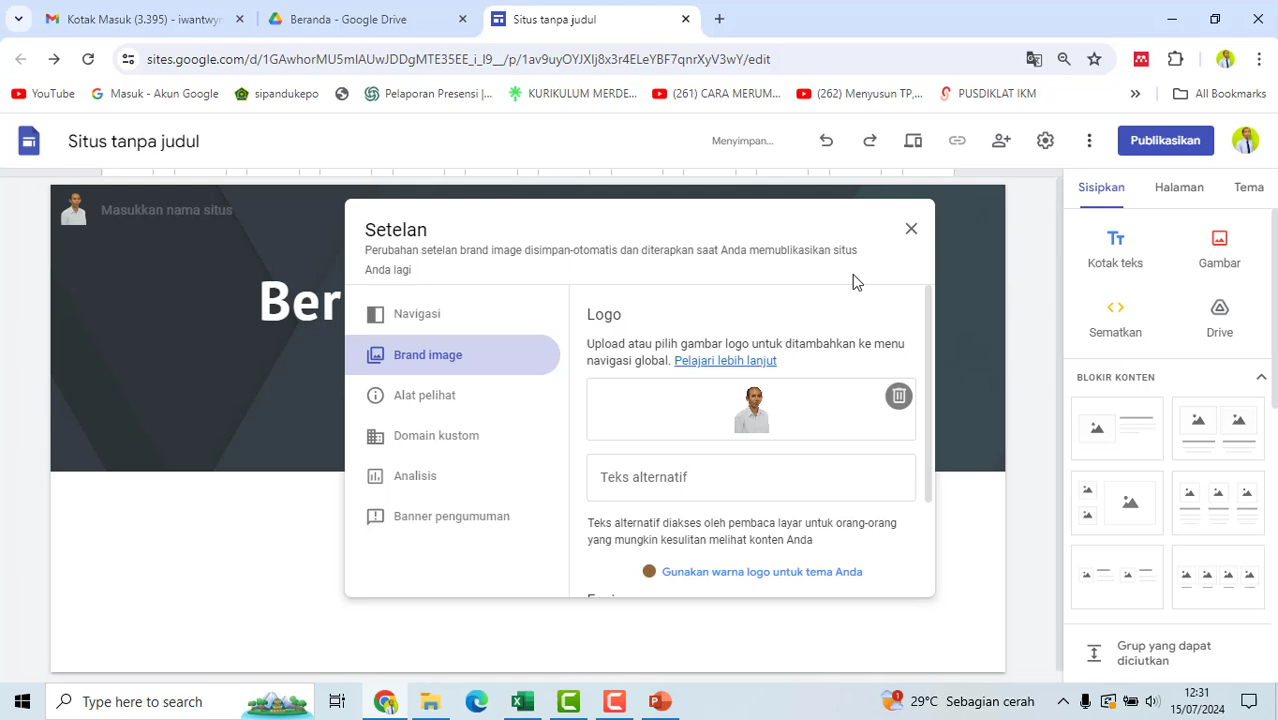 Kotak Masuk (3.395) - iwantwyn
Beranda - Google Drive
Situs tanpa judul
sites.google.com/d/1GAwhorMU5mIAUwJDDgMTE35EE_i_I9__/p/1av9uyOYJXIj8x3r4ELeYBF7qnrXyV3wY/edit
YouTube
Masuk - Akun Google
sipandukepo
Pelaporan Presensi |...
KURIKULUM MERDE...
(261) CARA MERUM...
(262) Menyusun TP,...
PUSDIKLAT IKM
All Bookmarks
Situs tanpa judul
Menyimpan...
Publikasikan
Masukkan nama situs
Ber
Setelan
Perubahan setelan brand image disimpan-otomatis dan diterapkan saat Anda memublikasikan situs
Anda lagi
Navigasi
Brand image
Alat pelihat
Domain kustom
Analisis
Banner pengumuman
Logo
Upload atau pilih gambar logo untuk ditambahkan ke menu
navigasi global. Pelajari lebih lanjut
Teks alternatif
Teks alternatif diakses oleh pembaca layar untuk orang-orang
yang mungkin kesulitan melihat konten Anda
Gunakan warna logo untuk tema Anda
Sisipkan
Halaman
Tema
Kotak teks
Gambar
Sematkan
Drive
BLOKIR KONTEN
Grup yang dapat
diciutkan
Type here to search
1
29°C Sebagian cerah
12:31
15/07/2024